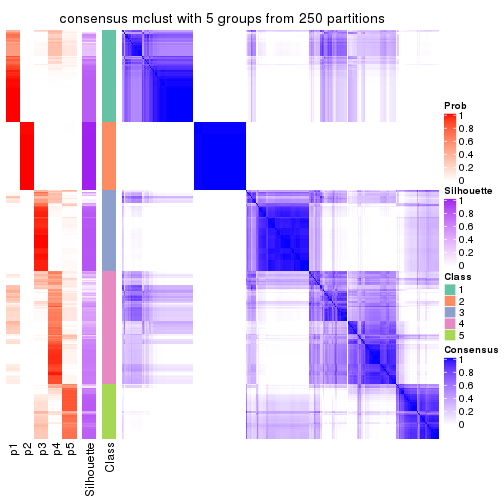 consensus mclust with 5 groups from 250 partitions
Prob
1
0.8
0.6
0.4
0.2
0
Silhouette
1
0.8
0.6
0.4
0.2
0
Class
1
2
3
4
5
Consensus
1
0.8
0.6
0.4
0.2
0
p1
p2
p3
p4
p5
Silhouette
Class